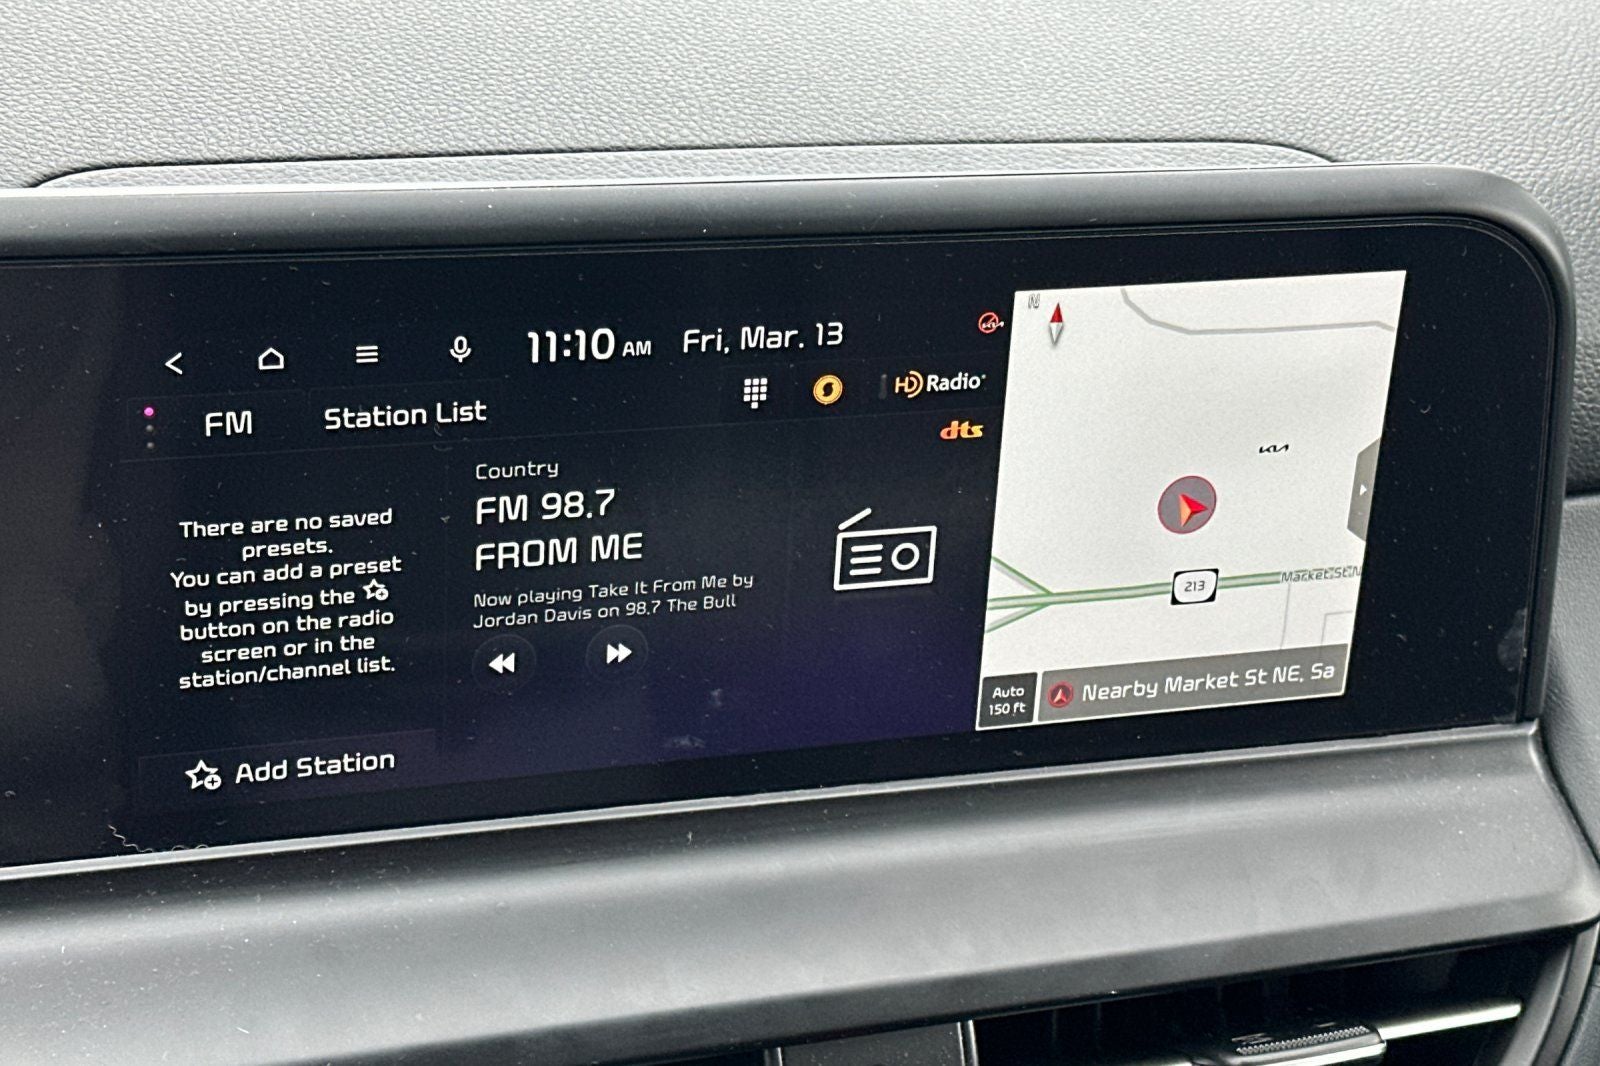 11:10 AM Fri, Mar. 13
FM Station List
HD Radio
dts
There are no saved
presets.
You can add a preset
by pressing the
button on the radio
screen or in the
station/channel list.
Add Station
Country
FM 98.7
FROM ME
Now playing Take It From Me by
Jordan Davis on 98.7 The Bull
N
KIA
213
Market St N
Auto
150 ft
Nearby Market St NE, Sa